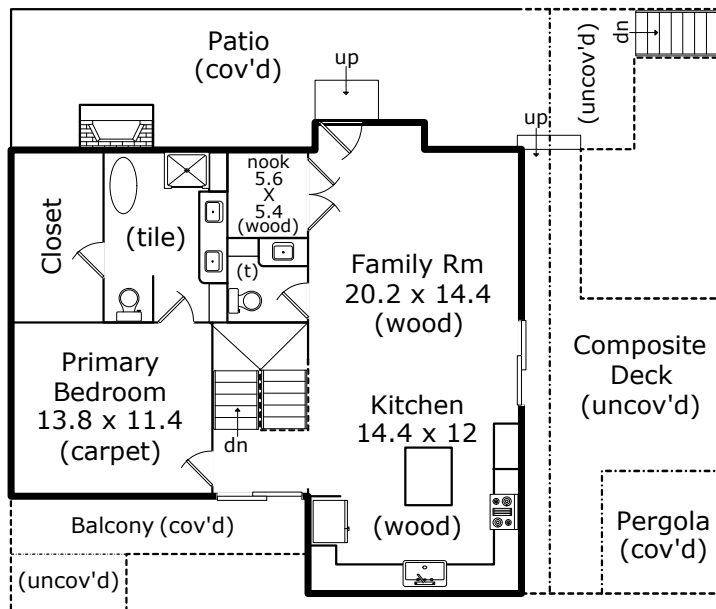 Patio
(cov'd)
up
dn
(uncov'd)
up
nook
5.6
X
5.4
(wood)
Closet
(tile)
(t)
Family Rm
20.2 x 14.4
(wood)
Primary
Bedroom
13.8 x 11.4
(carpet)
dn
Kitchen
14.4 x 12
(wood)
Composite
Deck
(uncov'd)
Balcony (cov'd)
(uncov'd)
Pergola
(cov'd)